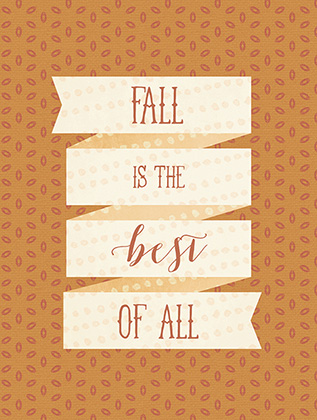 FALL
IS THE
best
OF ALL